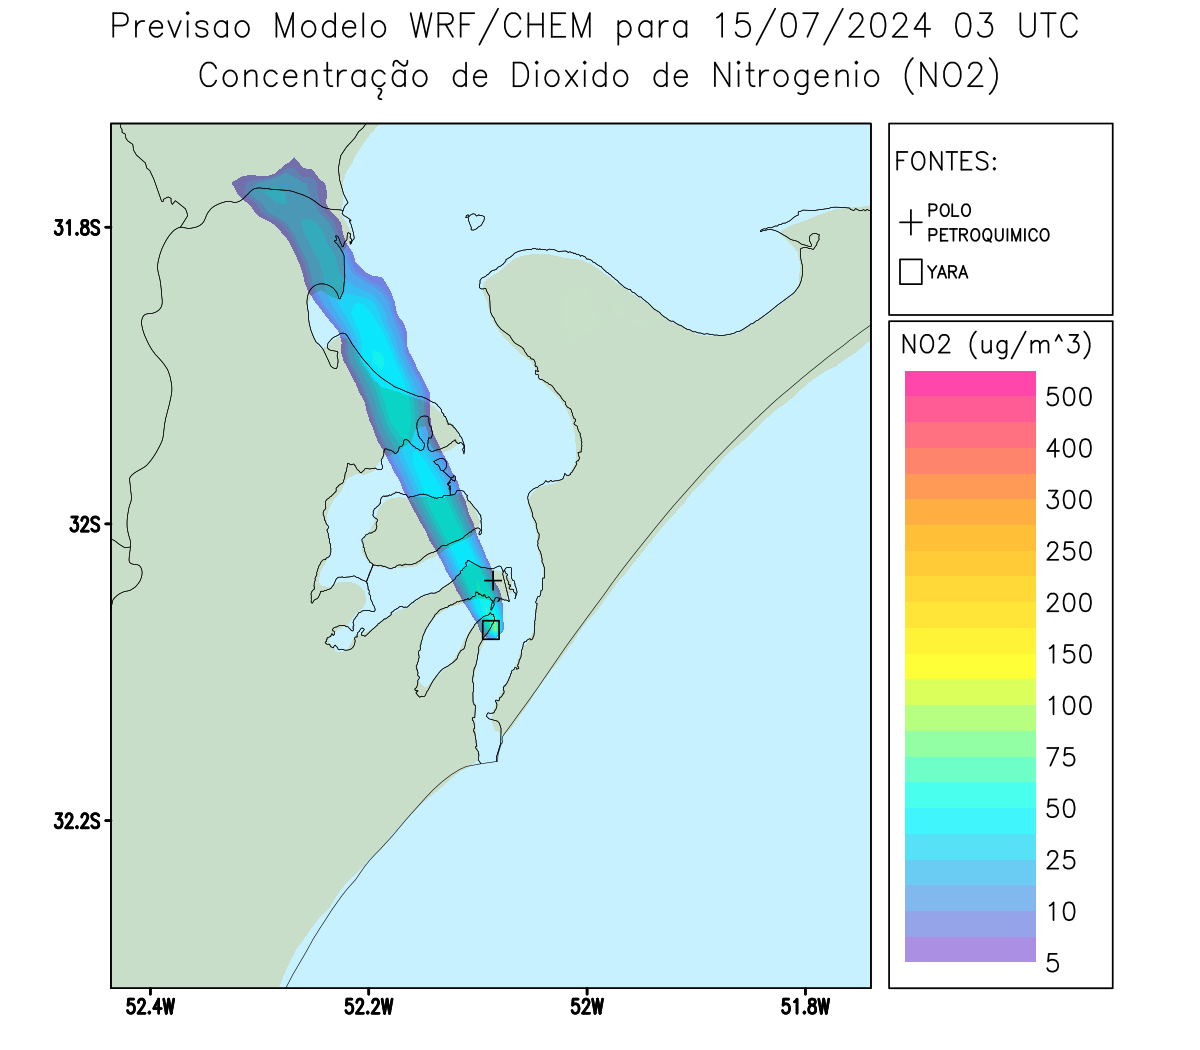 Previsao Modelo WRF/CHEM para 15/07/2024 03 UTC
Concentração de Dioxido de Nitrogenio (NO2)
FONTES:
POLO
PETROQUIMICO
YARA
31.8S
32S
32.2S
52.4W
52.2W
52W
51.8W
NO2 (ug/m^3)
500
400
300
250
200
150
100
75
50
25
10
5